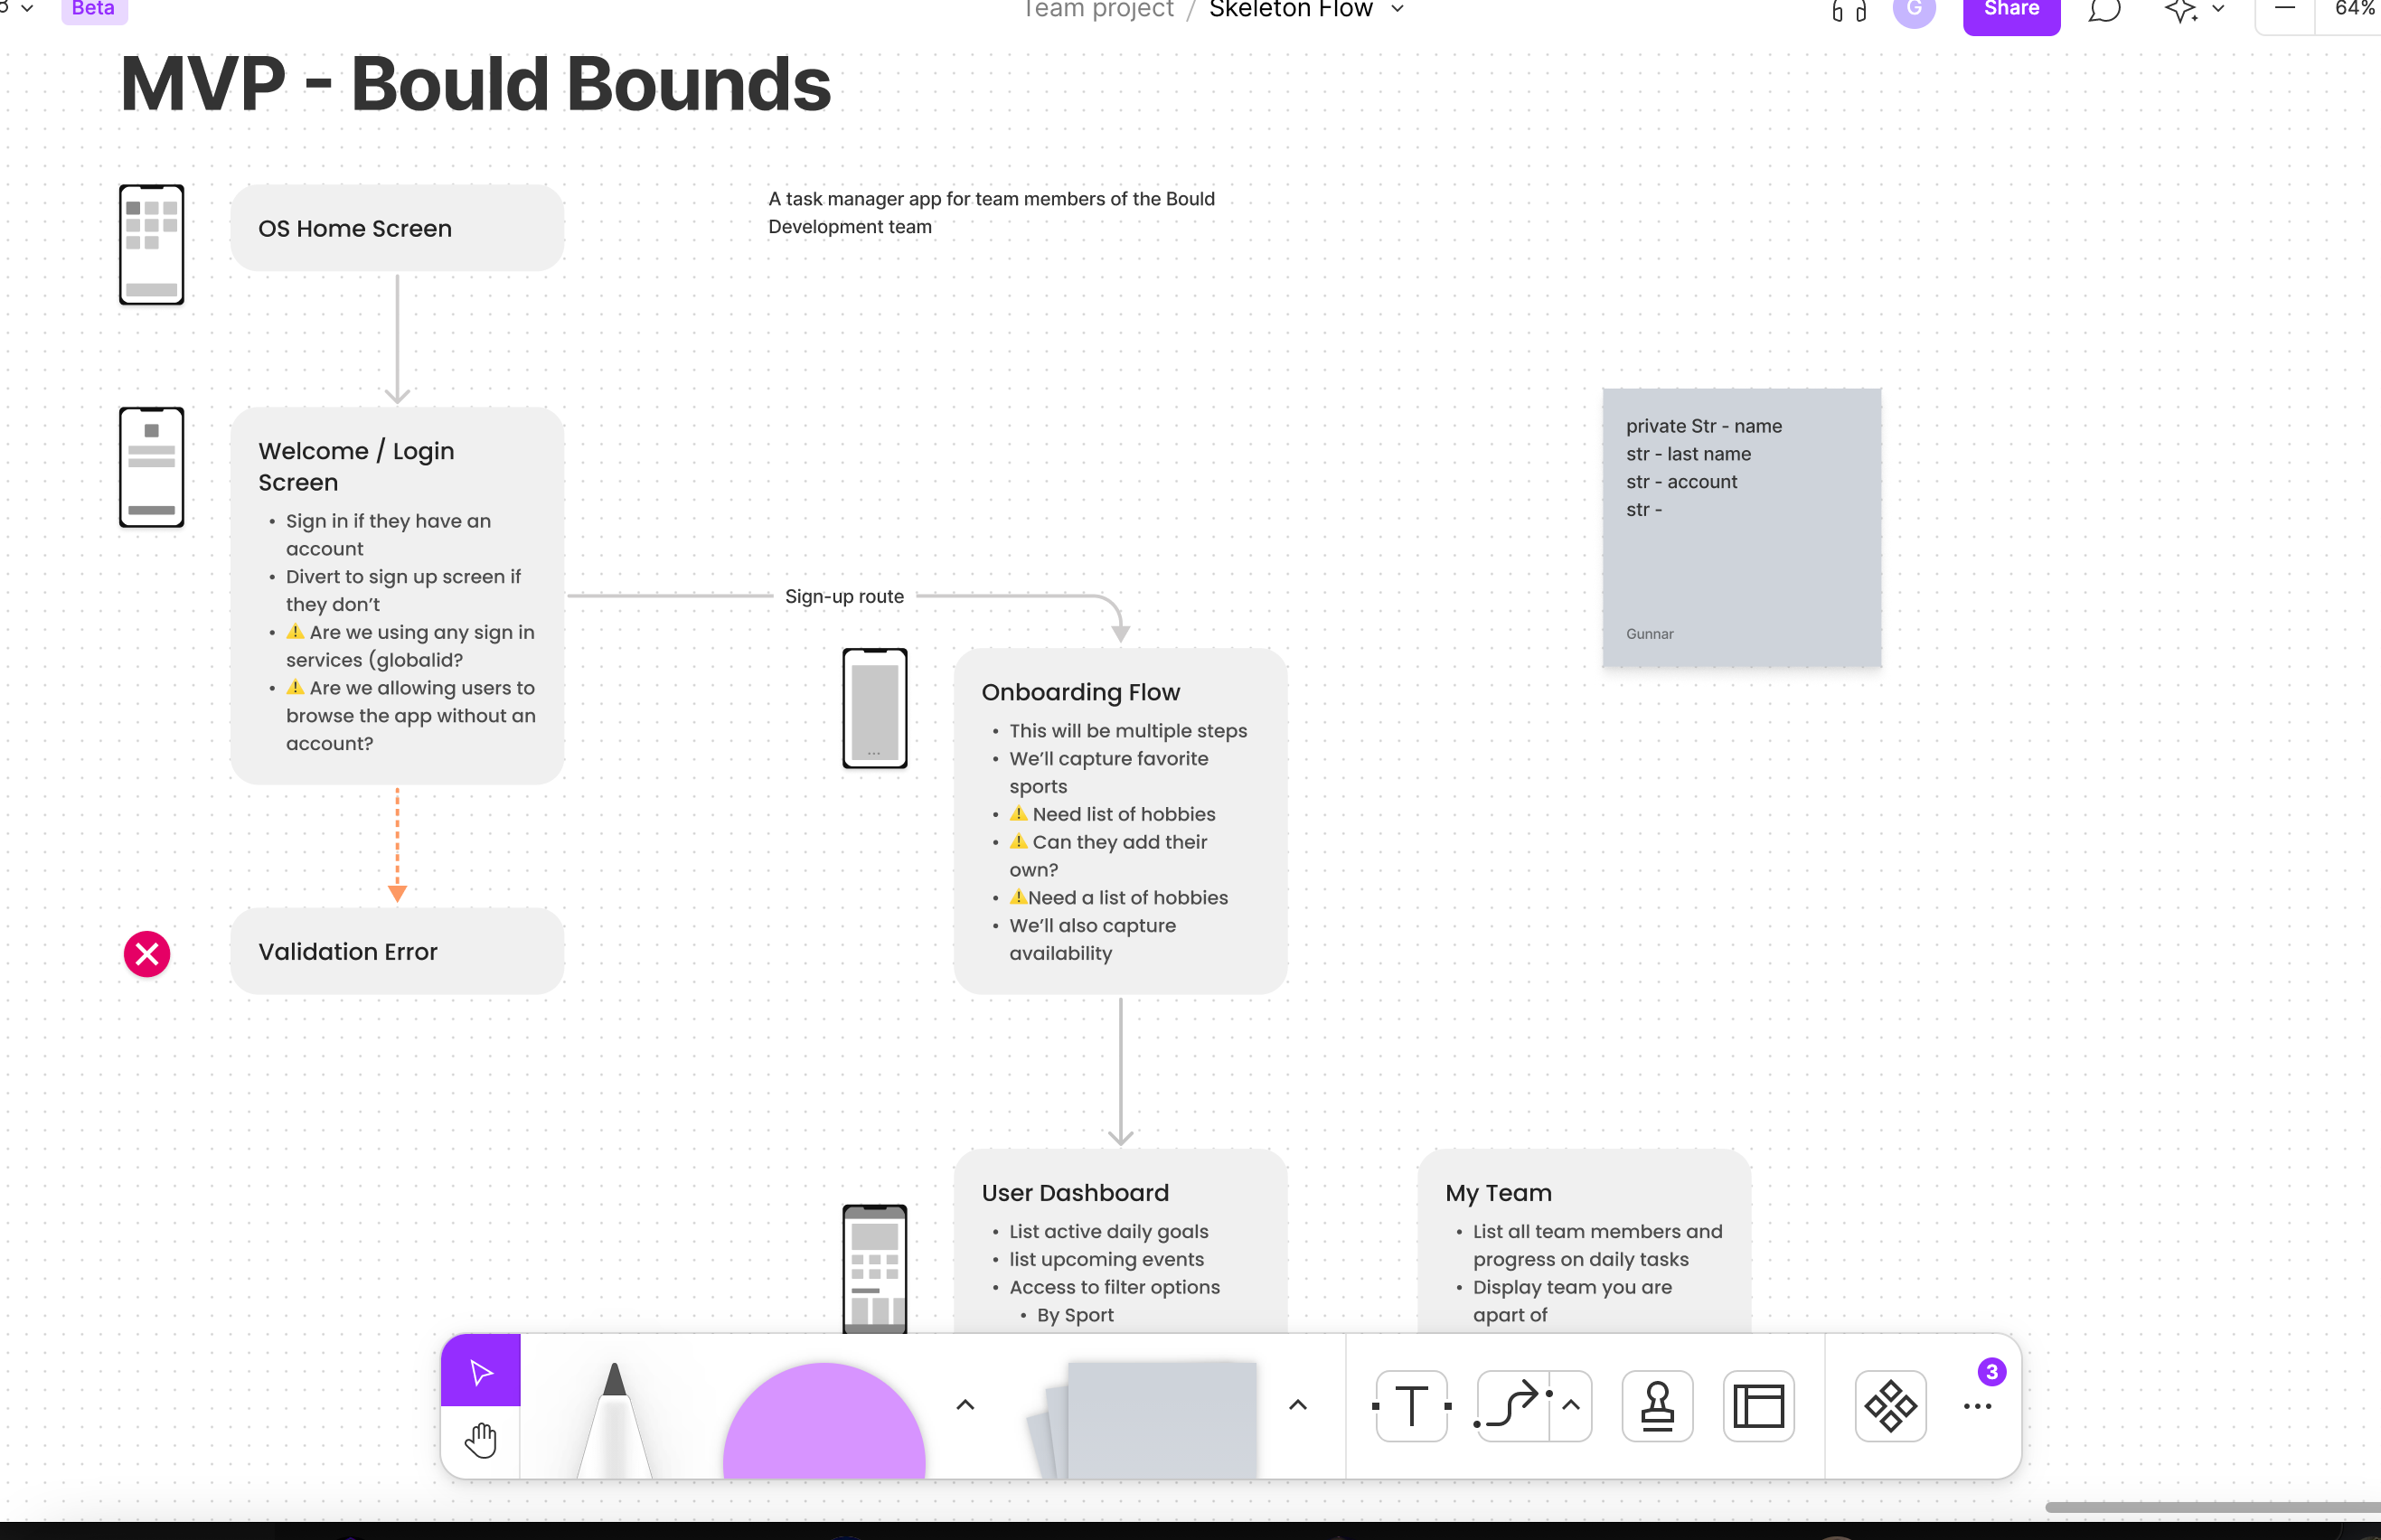 Beta
Team project / Skeleton Flow
G
Share
64%
MVP - Bould Bounds
OS Home Screen
A task manager app for team members of the Bould
Development team
Welcome / Login
Screen
• Sign in if they have an
account
• Divert to sign up screen if
they don’t
• ⚠️ Are we using any sign in
services (globalid?
• ⚠️ Are we allowing users to
browse the app without an
account?
Sign-up route
private Str - name
str - last name
str - account
str -
Gunnar
Onboarding Flow
• This will be multiple steps
• We’ll capture favorite
sports
• ⚠️ Need list of hobbies
• ⚠️ Can they add their
own?
• ⚠️Need a list of hobbies
• We’ll also capture
availability
Validation Error
User Dashboard
• List active daily goals
• list upcoming events
• Access to filter options
• By Sport
My Team
• List all team members and
progress on daily tasks
• Display team you are
apart of
T
3